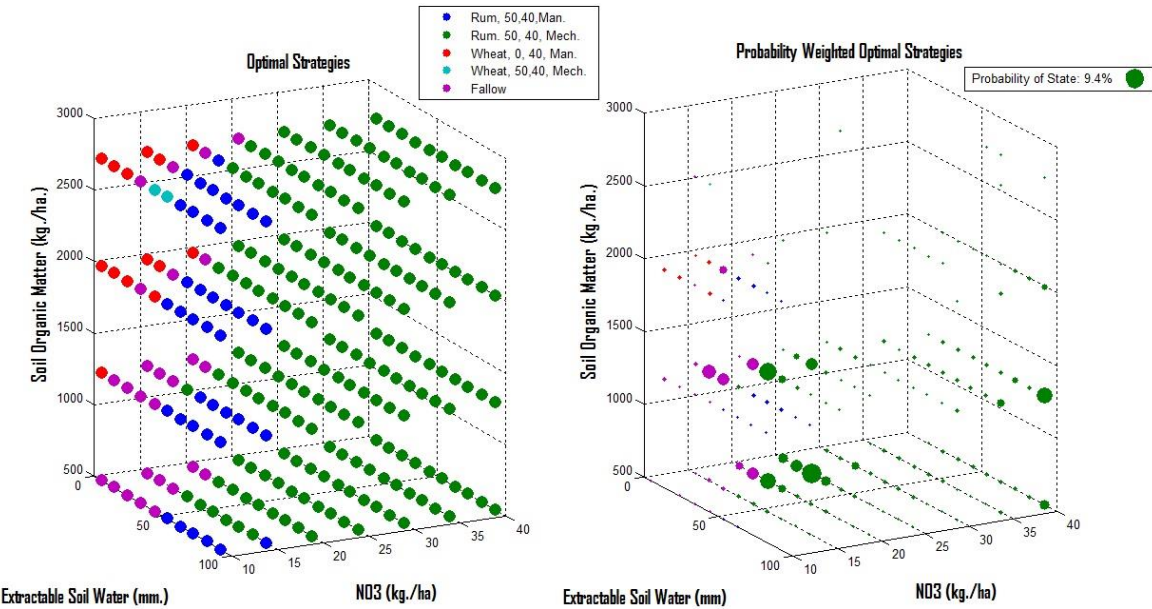 Optimal Strategies
Rum, 50,40,Man.
Rum. 50, 40, Mech.
Wheat, 0, 40, Man.
Wheat, 50,40, Mech.
Fallow
3000
2500
2000
1500
1000
500
Soil Organic Matter (kg./ha.)
0
50
100
Extractable Soil Water (mm.)
10
15
20
25
30
35
40
NO3 (kg./ha)
Probability Weighted Optimal Strategies
Probability of State: 9.4%
3000
2500
2000
1500
1000
500
Soil Organic Matter (kg./ha.)
0
50
100
Extractable Soil Water (mm)
10
15
20
25
30
35
40
NO3 (kg./ha)